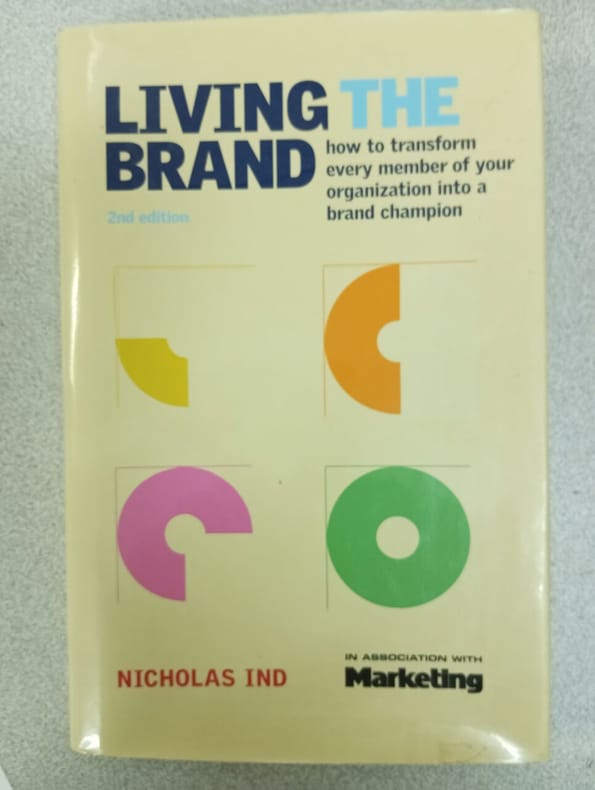 LIVING THE
BRAND
how to transform
every member of your
organization into a
brand champion
2nd edition
NICHOLAS IND
IN ASSOCIATION WITH
Marketing